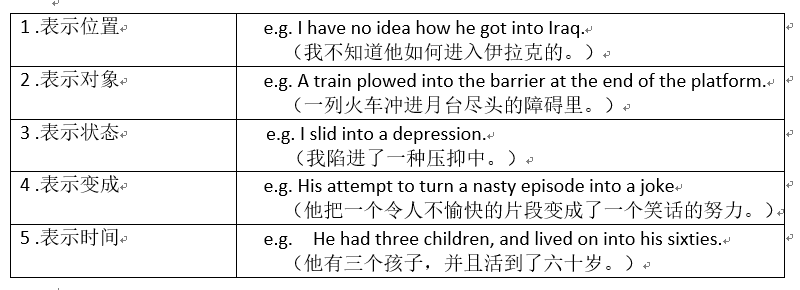 1 .表示位置
e.g. I have no idea how he got into Iraq.
（我不知道他如何进入伊拉克的。）
2 .表示对象
e.g. A train plowed into the barrier at the end of the platform.
（一列火车冲进月台尽头的障碍里。）
3 .表示状态
e.g. I slid into a depression.
（我陷进了一种压抑中。）
4 .表示变成
e.g. His attempt to turn a nasty episode into a joke
（他把一个令人不愉快的片段变成了一个笑话的努力。）
5 .表示时间
e.g. He had three children, and lived on into his sixties.
（他有三个孩子，并且活到了六十岁。）